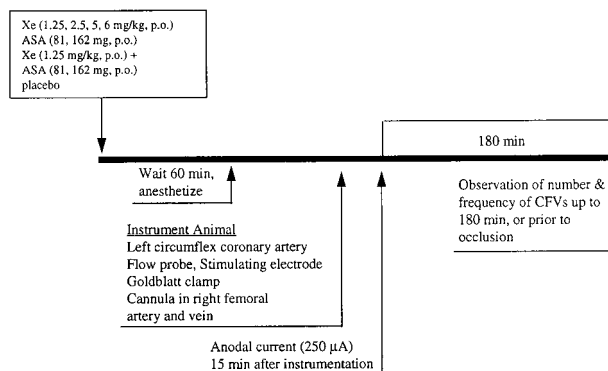 Xe (1.25, 2.5, 5, 6 mg/kg, p.o.)
ASA (81, 162 mg, p.o.)
Xe (1.25 mg/kg, p.o.) +
ASA (81, 162 mg, p.o.)
placebo
180 min
Wait 60 min,
anesthetize
Observation of number &
frequency of CFVs up to
180 min, or prior to
occlusion
Instrument Animal
Left circumflex coronary artery
Flow probe, Stimulating electrode
Goldblatt clamp
Cannula in right femoral
artery and vein
Anodal current (250 μA)
15 min after instrumentation